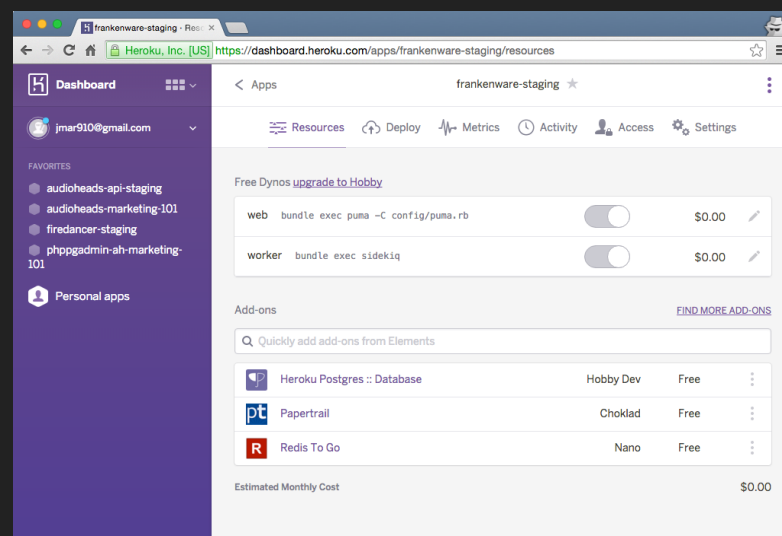 frankenware-staging · Res
Heroku, Inc. [US] https://dashboard.heroku.com/apps/frankenware-staging/resources
Dashboard
Apps
frankenware-staging
jmar910@gmail.com
Resources Deploy Metrics Activity Access Settings
FAVORITES
audioheads-api-staging
audioheads-marketing-101
firedancer-staging
phppgadmin-ah-marketing-
101
Personal apps
Free Dynos upgrade to Hobby
web bundle exec puma -C config/puma.rb $0.00
worker bundle exec sidekiq $0.00
Add-ons FIND MORE ADD-ONS
Quickly add add-ons from Elements
Heroku Postgres :: Database Hobby Dev Free
pt Papertrail Choklad Free
R Redis To Go Nano Free
Estimated Monthly Cost $0.00